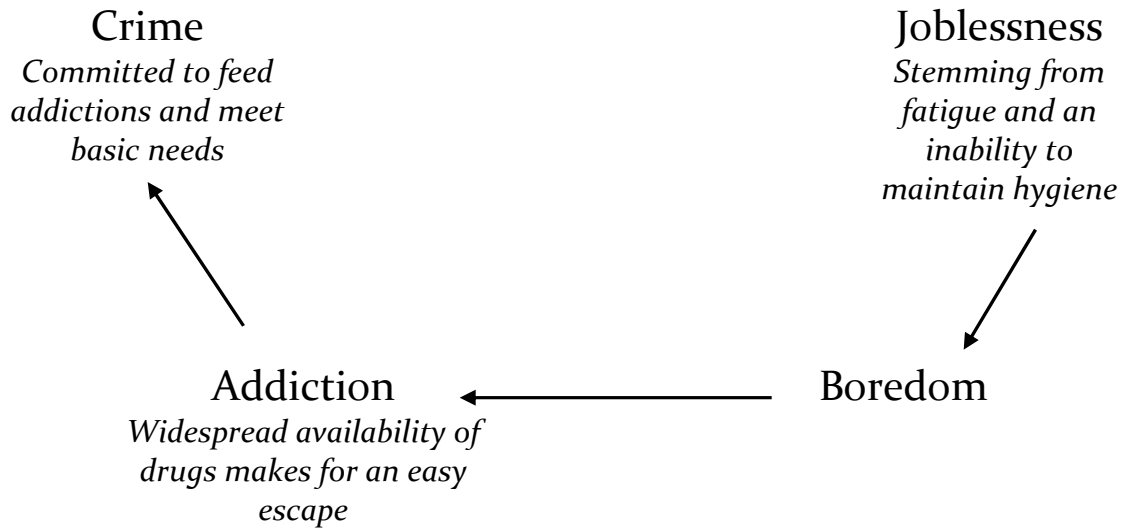 Crime
Committed to feed
addictions and meet
basic needs
Joblessness
Stemming from
fatigue and an
inability to
maintain hygiene
Addiction
Widespread availability of
drugs makes for an easy
escape
Boredom